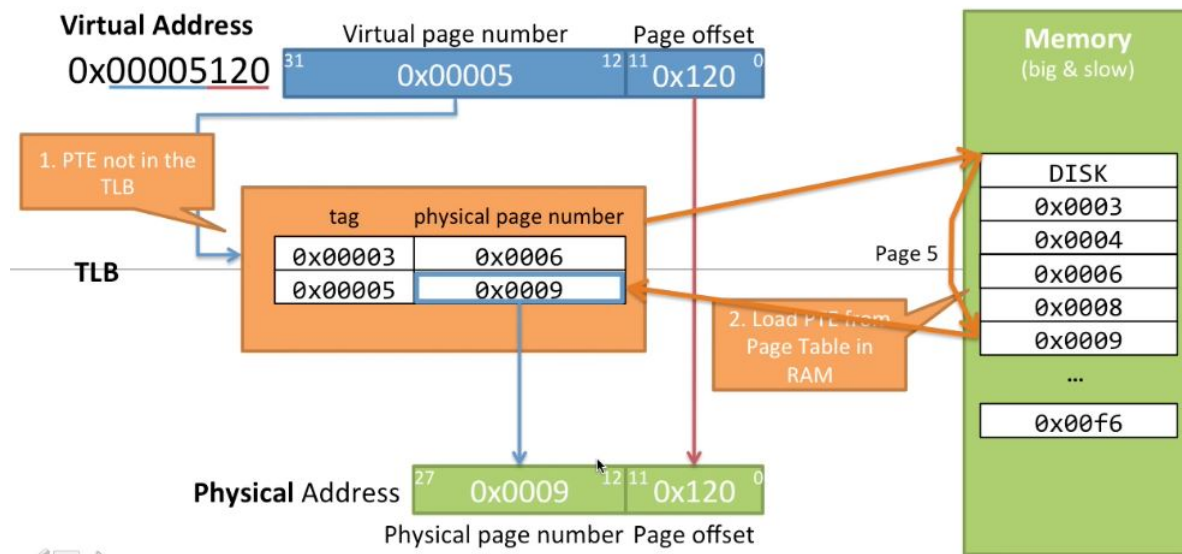 Virtual Address
0x00005120
Virtual page number
Page offset
31
0x00005
12
11
0x120
0
Memory
(big & slow)
1. PTE not in the
TLB
TLB
tag
physical page number
0x00003
0x0006
0x00005
0x0009
Page 5
2. Load PTE from
Page Table in
RAM
DISK
0x0003
0x0004
0x0006
0x0008
0x0009
...
0x00f6
Physical Address
27
0x0009
12
11
0x120
0
Physical page number
Page offset